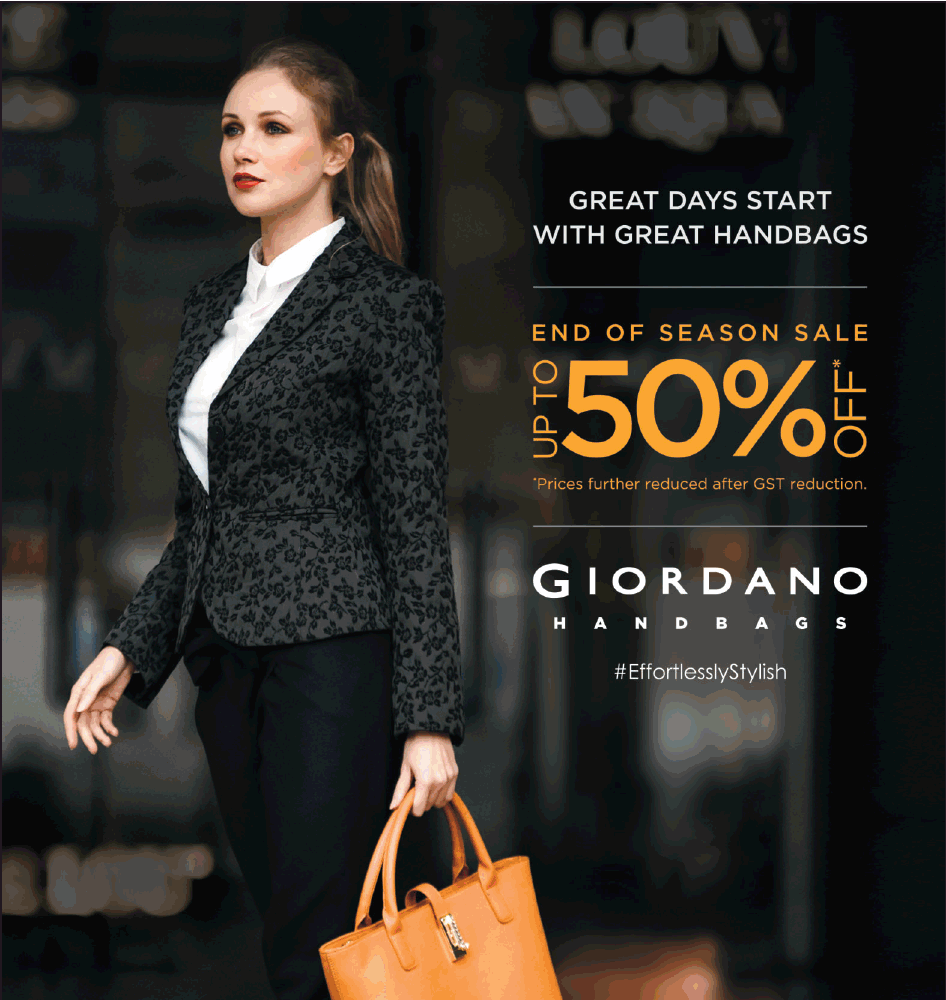 GREAT DAYS START
WITH GREAT HANDBAGS
END OF SEASON SALE
UP TO 50% OFF*
*Prices further reduced after GST reduction.
GIORDANO
HANDBAGS
#EffortlesslyStylish